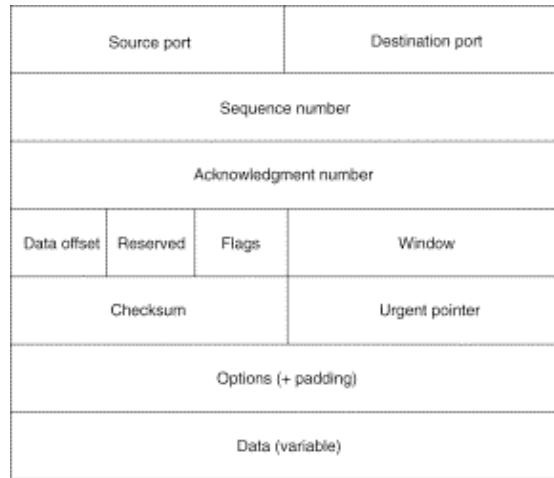 Source port
Destination port
Sequence number
Acknowledgment number
Data offset
Reserved
Flags
Window
Checksum
Urgent pointer
Options (+ padding)
Data (variable)